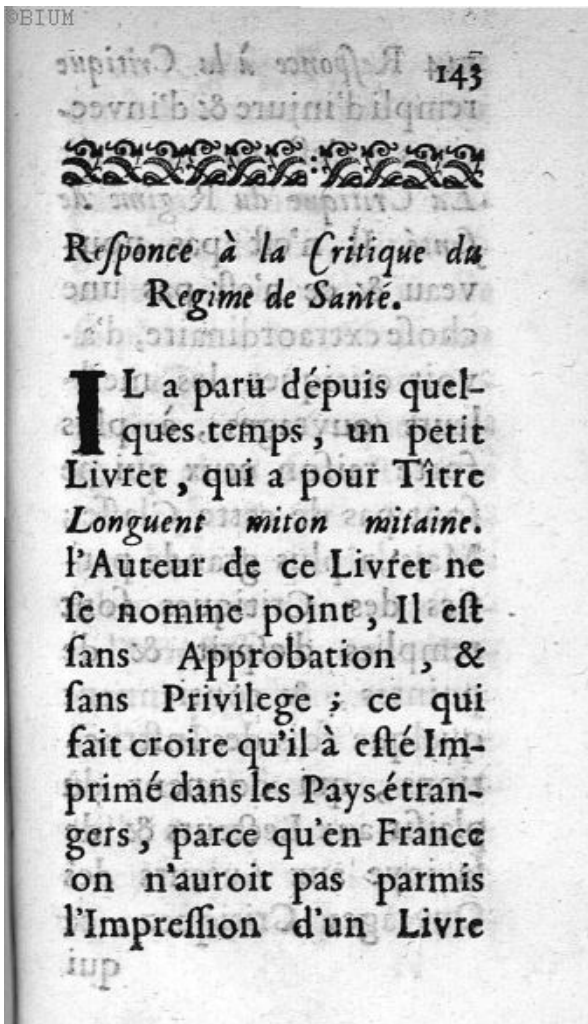 ©BIUM
143
Reſponce à la Critique du
Regime de Santé.
IL a paru dépuis quel-
ques temps, un petit
Livret, qui a pour Tître
Longuent miton mitaine.
l'Auteur de ce Livret ne
ſe nomme point, Il eſt
ſans Approbation, &
ſans Privilege; ce qui
fait croire qu'il à eſté Im-
primé dans les Pays étran-
gers, parce qu'en France
on n'auroit pas parmis
l'Impreſſion d'un Livre
qui